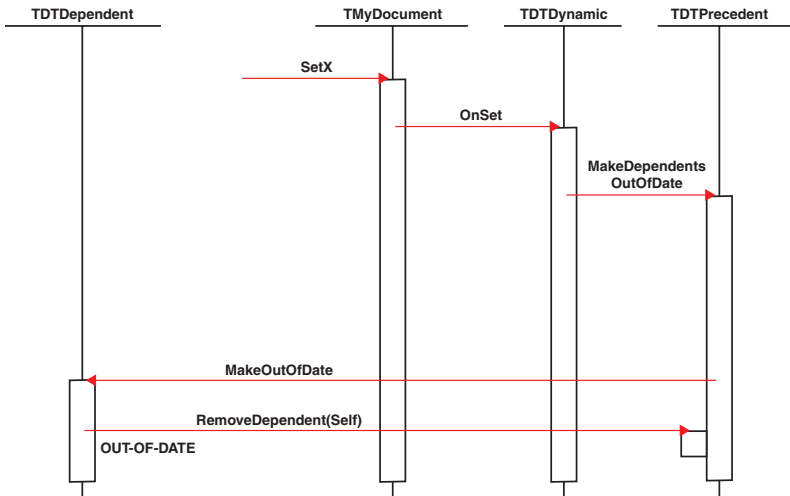 TDTDependent
TMyDocument
TDTDynamic
TDTPrecedent
SetX
OnSet
MakeDependents
OutOfDate
MakeOutOfDate
RemoveDependent(Self)
OUT-OF-DATE